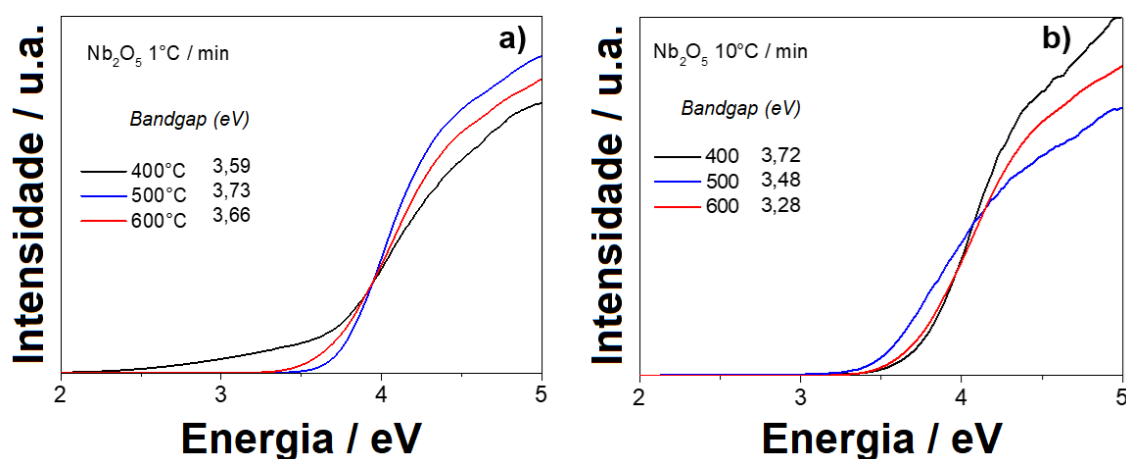 a)
Nb₂O₅ 1°C / min
Bandgap (eV)
400°C 3,59
500°C 3,73
600°C 3,66
Intensidade / u.a.
2 3 4 5
Energia / eV
b)
Nb₂O₅ 10°C / min
Bandgap (eV)
400 3,72
500 3,48
600 3,28
Intensidade / u.a.
2 3 4 5
Energia / eV